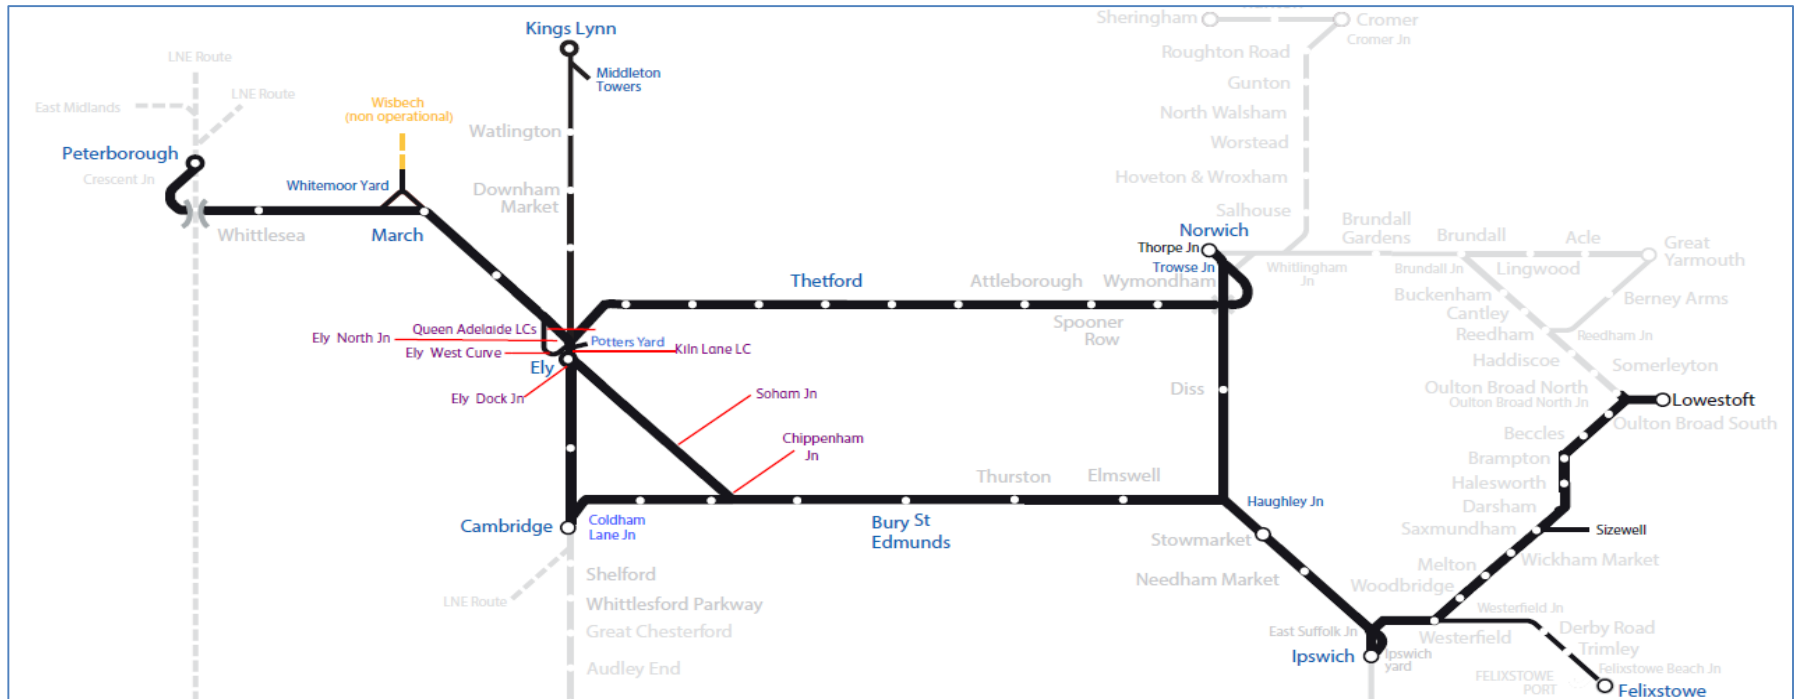 Sheringham
Cromer
Cromer Jn
Kings Lynn
Roughton Road
LNE Route
Middleton
Towers
Gunton
East Midlands
LNE Route
Wisbech
(non operational)
North Walsham
Watlington
Worstead
Peterborough
Crescent Jn
Hoveton & Wroxham
Whitemoor Yard
Downham
Market
Salhouse
Brundall
Gardens
Whittlesea
March
Norwich
Thorpe Jn
Trowse Jn
Brundall
Acle
Great
Yarmouth
Whitlingham
Jn
Brundall Jn
Lingwood
Thetford
Attleborough
Wymondham
Buckenham
Berney Arms
Cantley
Spooner
Row
Reedham
Reedham Jn
Queen Adelaide LCs
Ely North Jn
Potters Yard
Kiln Lane LC
Ely West Curve
Ely
Haddiscoe
Somerleyton
Ely Dock Jn
Soham Jn
Diss
Oulton Broad North
Oulton Broad North Jn
Lowestoft
Oulton Broad South
Beccles
Chippenham
Jn
Brampton
Thurston
Elmswell
Halesworth
Haughley Jn
Darsham
Cambridge
Coldham
Lane Jn
Bury St
Edmunds
Saxmundham
Sizewell
Stowmarket
Wickham Market
Melton
Shelford
Needham Market
Woodbridge
LNE Route
Whittlesford Parkway
Westerfield Jn
Great Chesterford
East Suffolk Jn
Westerfield
Derby Road
Trimley
Audley End
Ipswich
Ipswich
yard
Felixstowe Beach Jn
FELIXSTOWE
PORT
Felixstowe